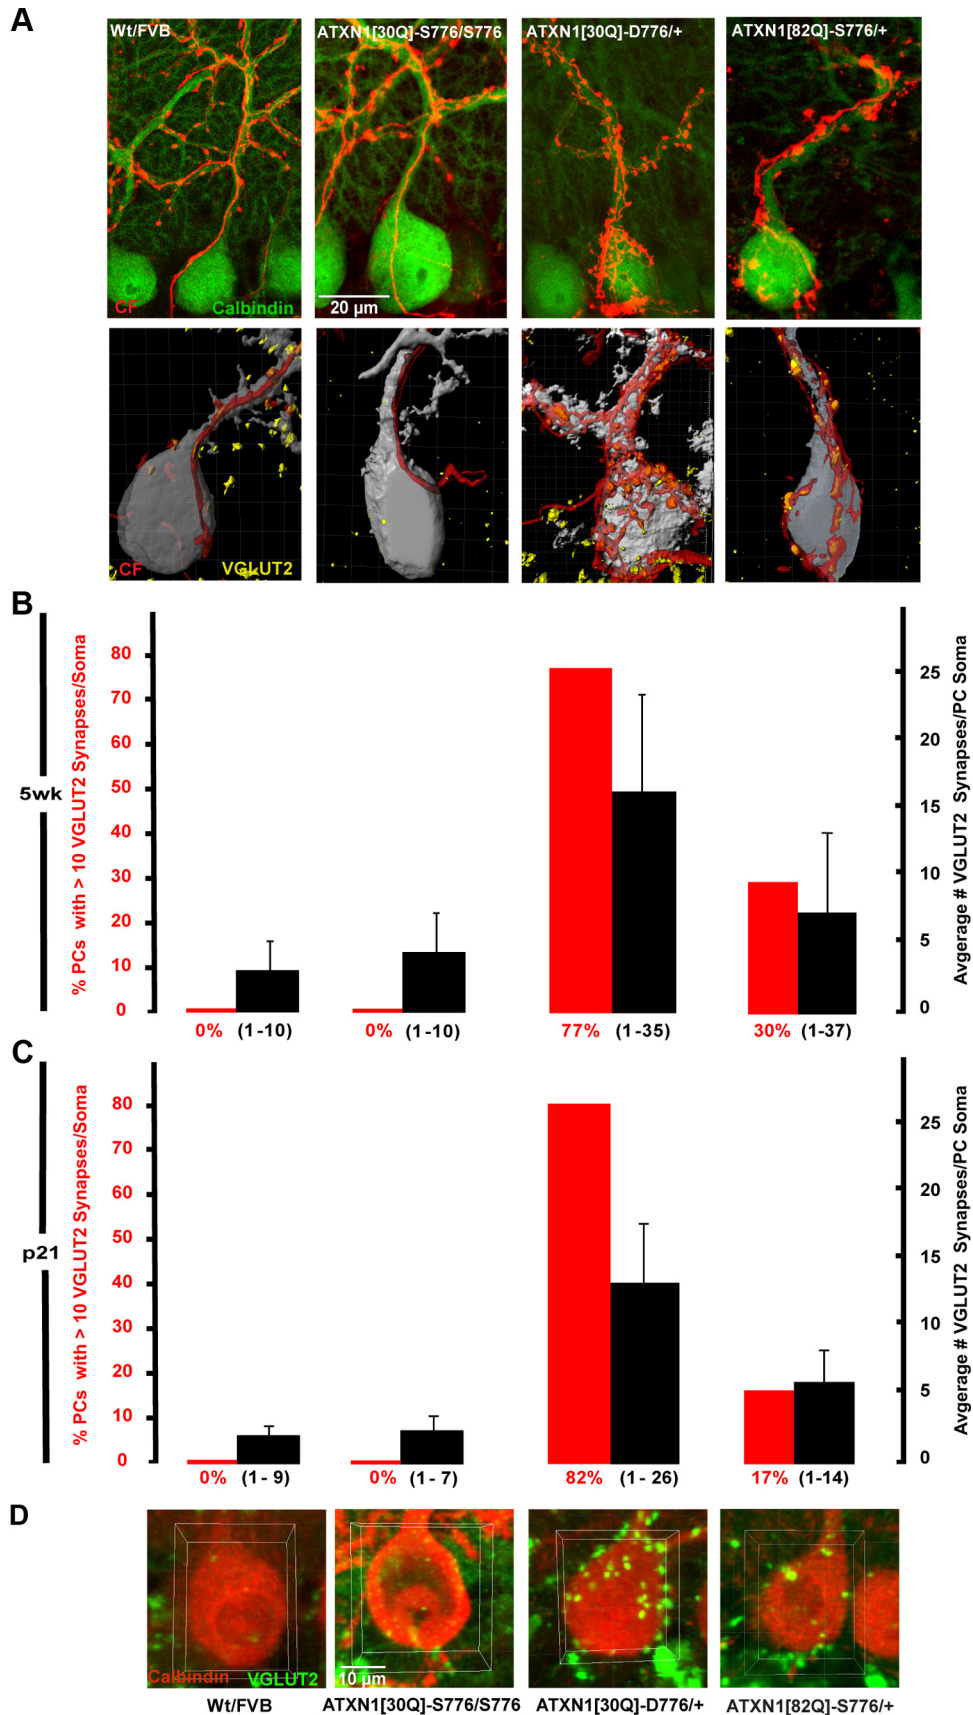 A
Wt/FVB
ATXN1[30Q]-S776/S776
ATXN1[30Q]-D776/+
ATXN1[82Q]-S776/+
CF
Calbindin
20 µm
CF
VGLUT2
B
5wk
% PCs with > 10 VGLUT2 Synapses/Soma
80
70
60
50
40
30
20
10
0
0% (1-10)
0% (1-10)
77% (1-35)
30% (1-37)
25
20
15
10
5
0
Avgerage # VGLUT2 Synapses/PC Soma
C
p21
% PCs with > 10 VGLUT2 Synapses/Soma
80
70
60
50
40
30
20
10
0
0% (1- 9)
0% (1- 7)
82% (1- 26)
17% (1-14)
25
20
15
10
5
0
Avgerage # VGLUT2 Synapses/PC Soma
D
Calbindin
VGLUT2
10 µm
Wt/FVB
ATXN1[30Q]-S776/S776
ATXN1[30Q]-D776/+
ATXN1[82Q]-S776/+